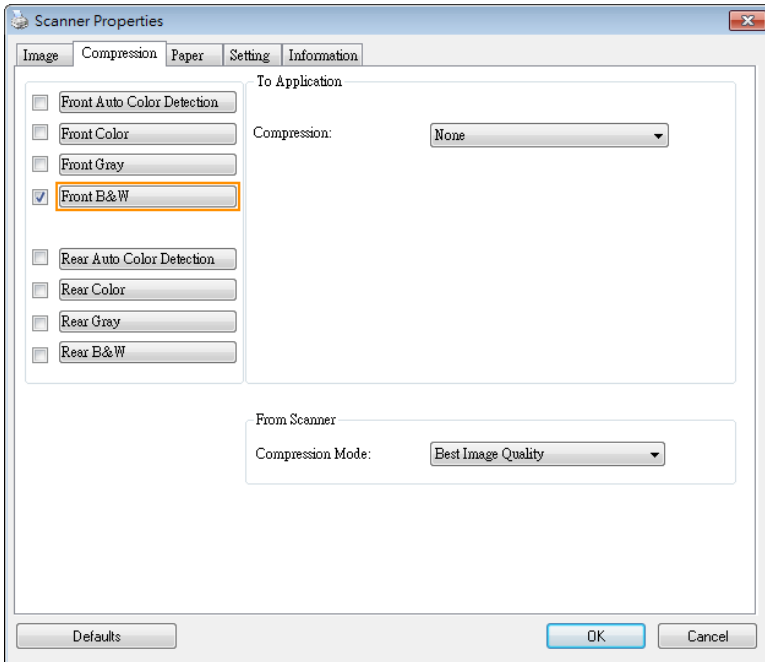 Scanner Properties
Image Compression Paper Setting Information
Front Auto Color Detection
Front Color
Front Gray
Front B&W
Rear Auto Color Detection
Rear Color
Rear Gray
Rear B&W
To Application
Compression: None
From Scanner
Compression Mode: Best Image Quality
Defaults OK Cancel